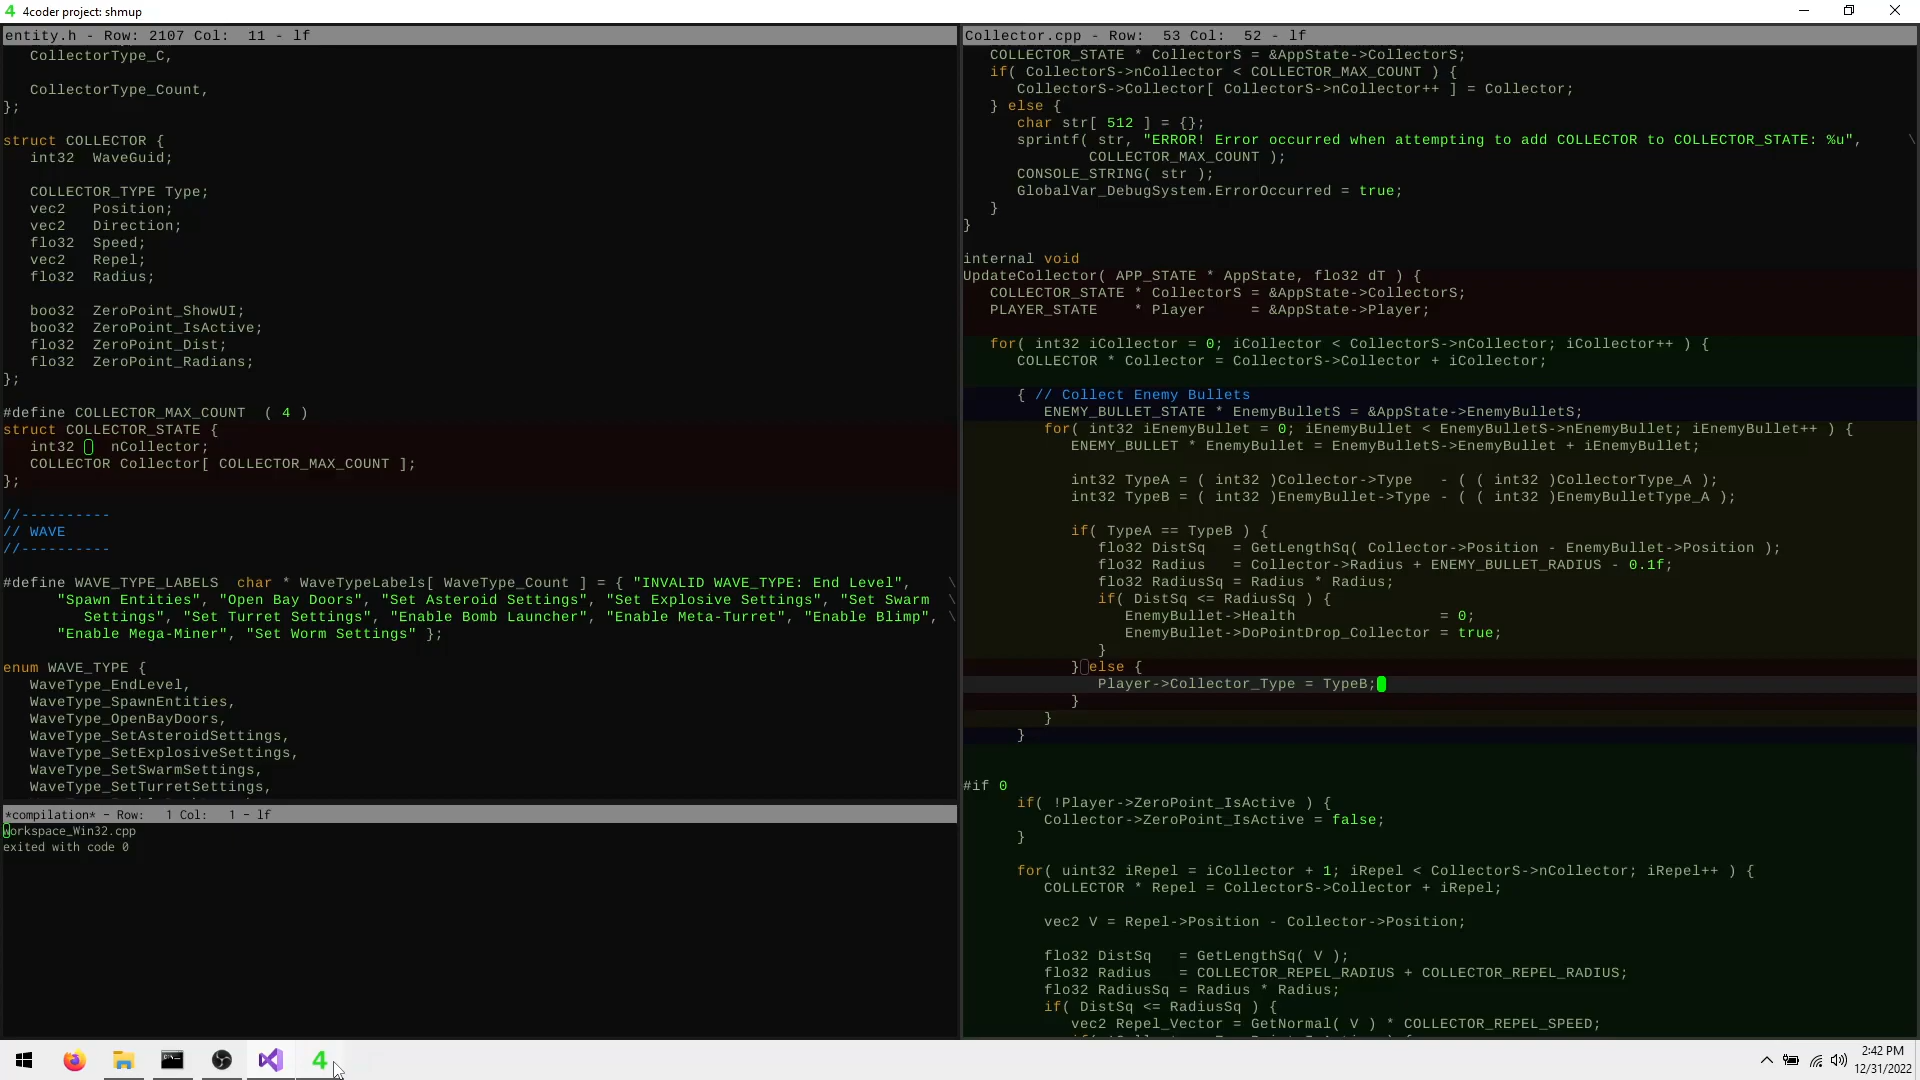 4 4coder project: shmup
entity.h - Row: 2107 Col:  11 - lf
   CollectorType_C,
   CollectorType_Count,
};
struct COLLECTOR {
   int32  WaveGuid;
   COLLECTOR_TYPE Type;
   vec2   Position;
   vec2   Direction;
   flo32  Speed;
   vec2   Repel;
   flo32  Radius;
   boo32  ZeroPoint_ShowUI;
   boo32  ZeroPoint_IsActive;
   flo32  ZeroPoint_Dist;
   flo32  ZeroPoint_Radians;
};
#define COLLECTOR_MAX_COUNT  ( 4 )
struct COLLECTOR_STATE {
   int32    nCollector;
   COLLECTOR Collector[ COLLECTOR_MAX_COUNT ];
};
//----------
// WAVE
//----------
#define WAVE_TYPE_LABELS  char * WaveTypeLabels[ WaveType_Count ] = { "INVALID WAVE_TYPE: End Level",    \
      "Spawn Entities", "Open Bay Doors", "Set Asteroid Settings", "Set Explosive Settings", "Set Swarm  \
         Settings", "Set Turret Settings", "Enable Bomb Launcher", "Enable Meta-Turret", "Enable Blimp", \
      "Enable Mega-Miner", "Set Worm Settings" };
enum WAVE_TYPE {
   WaveType_EndLevel,
   WaveType_SpawnEntities,
   WaveType_OpenBayDoors,
   WaveType_SetAsteroidSettings,
   WaveType_SetExplosiveSettings,
   WaveType_SetSwarmSettings,
   WaveType_SetTurretSettings,
*compilation* - Row:   1 Col:   1 - lf
workspace_Win32.cpp
exited with code 0
Collector.cpp - Row:  53 Col:  52 - lf
   COLLECTOR_STATE * CollectorS = &AppState->CollectorS;
   if( CollectorS->nCollector < COLLECTOR_MAX_COUNT ) {
      CollectorS->Collector[ CollectorS->nCollector++ ] = Collector;
   } else {
      char str[ 512 ] = {};
      sprintf( str, "ERROR! Error occurred when attempting to add COLLECTOR to COLLECTOR_STATE: %u",     \
              COLLECTOR_MAX_COUNT );
      CONSOLE_STRING( str );
      GlobalVar_DebugSystem.ErrorOccurred = true;
   }
}
internal void
UpdateCollector( APP_STATE * AppState, flo32 dT ) {
   COLLECTOR_STATE * CollectorS = &AppState->CollectorS;
   PLAYER_STATE    * Player     = &AppState->Player;
   for( int32 iCollector = 0; iCollector < CollectorS->nCollector; iCollector++ ) {
      COLLECTOR * Collector = CollectorS->Collector + iCollector;
      { // Collect Enemy Bullets
         ENEMY_BULLET_STATE * EnemyBulletS = &AppState->EnemyBulletS;
         for( int32 iEnemyBullet = 0; iEnemyBullet < EnemyBulletS->nEnemyBullet; iEnemyBullet++ ) {
            ENEMY_BULLET * EnemyBullet = EnemyBulletS->EnemyBullet + iEnemyBullet;
            int32 TypeA = ( int32 )Collector->Type   - ( ( int32 )CollectorType_A );
            int32 TypeB = ( int32 )EnemyBullet->Type - ( ( int32 )EnemyBulletType_A );
            if( TypeA == TypeB ) {
               flo32 DistSq   = GetLengthSq( Collector->Position - EnemyBullet->Position );
               flo32 Radius   = Collector->Radius + ENEMY_BULLET_RADIUS - 0.1f;
               flo32 RadiusSq = Radius * Radius;
               if( DistSq <= RadiusSq ) {
                  EnemyBullet->Health                = 0;
                  EnemyBullet->DoPointDrop_Collector = true;
               }
            } else {
               Player->Collector_Type = TypeB;
            }
         }
      }
#if 0
      if( !Player->ZeroPoint_IsActive ) {
         Collector->ZeroPoint_IsActive = false;
      }
      for( uint32 iRepel = iCollector + 1; iRepel < CollectorS->nCollector; iRepel++ ) {
         COLLECTOR * Repel = CollectorS->Collector + iRepel;
         vec2 V = Repel->Position - Collector->Position;
         flo32 DistSq   = GetLengthSq( V );
         flo32 Radius   = COLLECTOR_REPEL_RADIUS + COLLECTOR_REPEL_RADIUS;
         flo32 RadiusSq = Radius * Radius;
         if( DistSq <= RadiusSq ) {
            vec2 Repel_Vector = GetNormal( V ) * COLLECTOR_REPEL_SPEED;
4
2:42 PM
12/31/2022